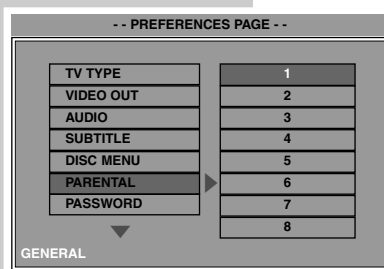 - - PREFERENCES PAGE - -
TV TYPE
VIDEO OUT
AUDIO
SUBTITLE
DISC MENU
PARENTAL
PASSWORD
1
2
3
4
5
6
7
8
GENERAL